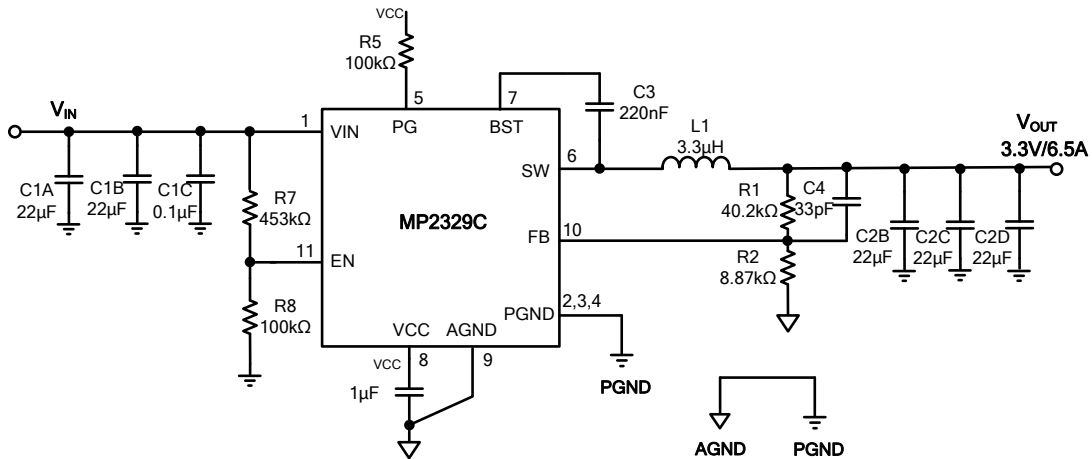 VCC
R5
100kΩ
5
7
C3
220nF
VIN
1
VIN
PG
BST
L1
3.3µH
VOUT
3.3V/6.5A
6
SW
C1A
22µF
C1B
22µF
C1C
0.1µF
R7
453kΩ
MP2329C
R1
40.2kΩ
C4
33pF
FB
10
C2B
22µF
C2C
22µF
C2D
22µF
11
EN
R2
8.87kΩ
R8
100kΩ
PGND
2,3,4
VCC
AGND
VCC
8
9
1µF
PGND
AGND
PGND